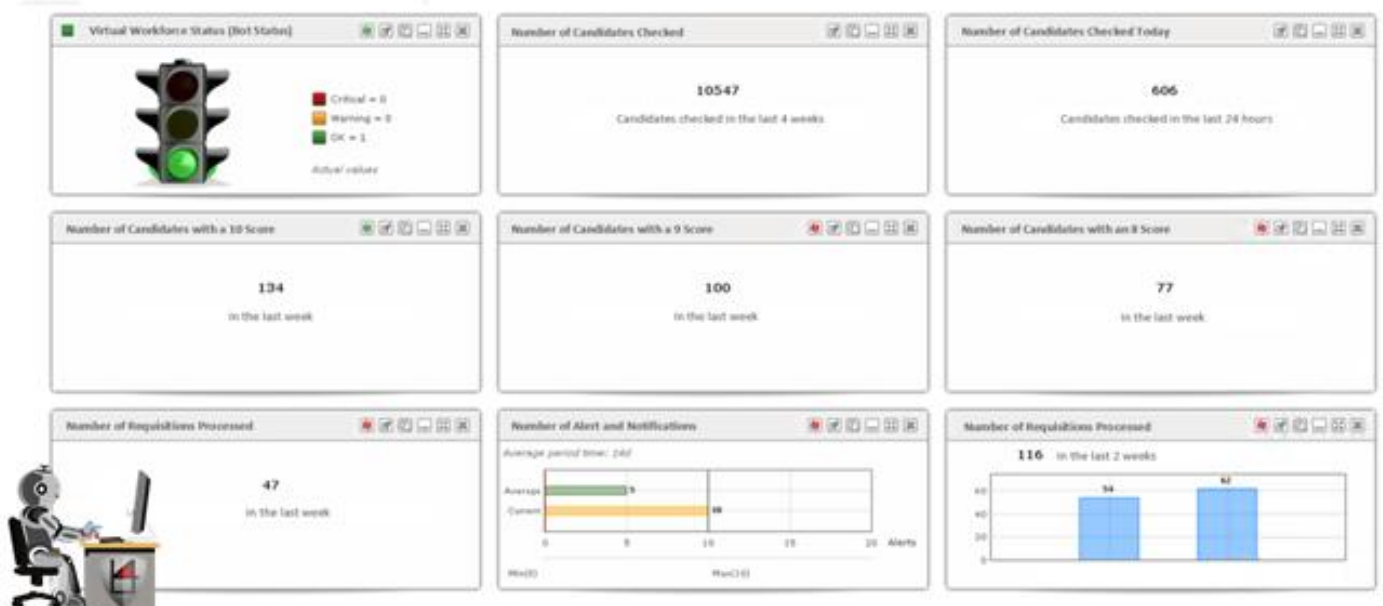 Virtual Workforce Status (Bot Status)
Critical = 0
Warning = 0
OK = 1
Actual values
Number of Candidates Checked
10547
Candidates checked in the last 4 weeks
Number of Candidates Checked Today
606
Candidates checked in the last 24 hours
Number of Candidates with a 10 Score
134
In the last week
Number of Candidates with a 9 Score
100
In the last week
Number of Candidates with an 8 Score
77
In the last week
Number of Requisitions Processed
47
In the last week
Number of Alert and Notifications
Average period time: 14d
Average 5
Current 10
0 5 10 15 20 Alerts
Min(0) Max(10)
Number of Requisitions Processed
116 In the last 2 weeks
54 62
60
40
20
0